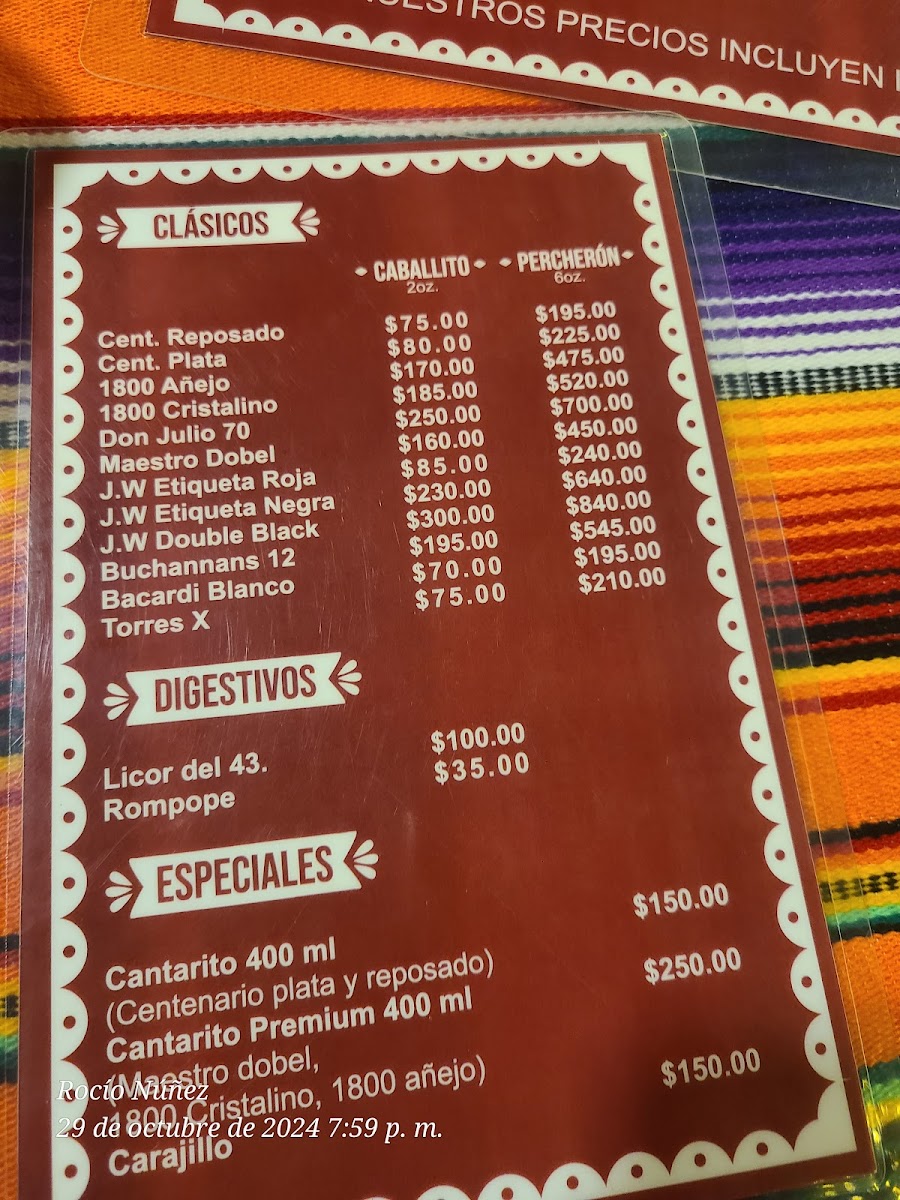 NUESTROS PRECIOS INCLUYEN
CLÁSICOS
CABALLITO PERCHERÓN
2oz. 6oz.
Cent. Reposado $75.00 $195.00
Cent. Plata $80.00 $225.00
1800 Añejo $170.00 $475.00
1800 Cristalino $185.00 $520.00
Don Julio 70 $250.00 $700.00
Maestro Dobel $160.00 $450.00
J.W Etiqueta Roja $85.00 $240.00
J.W Etiqueta Negra $230.00 $640.00
J.W Double Black $300.00 $840.00
Buchannans 12 $195.00 $545.00
Bacardi Blanco $70.00 $195.00
Torres X $75.00 $210.00
DIGESTIVOS
Licor del 43. $100.00
Rompope $35.00
ESPECIALES
Cantarito 400 ml $150.00
(Centenario plata y reposado)
Cantarito Premium 400 ml $250.00
(Maestro dobel,
1800 Cristalino, 1800 añejo)
Carajillo $150.00
Rocío Núñez
29 de octubre de 2024 7:59 p. m.